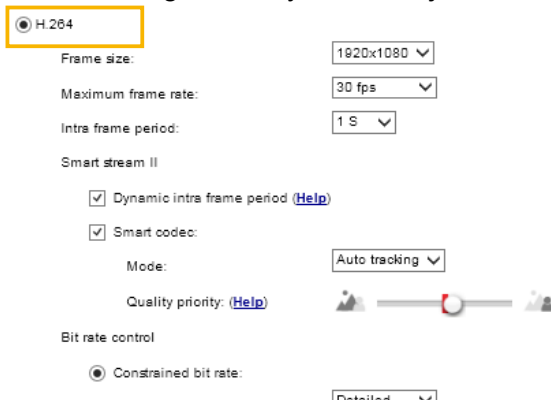 H.264
Frame size: 1920x1080
Maximum frame rate: 30 fps
Intra frame period: 1 S
Smart stream II
Dynamic intra frame period (Help)
Smart codec:
Mode: Auto tracking
Quality priority: (Help)
Bit rate control
Constrained bit rate:
Detailed